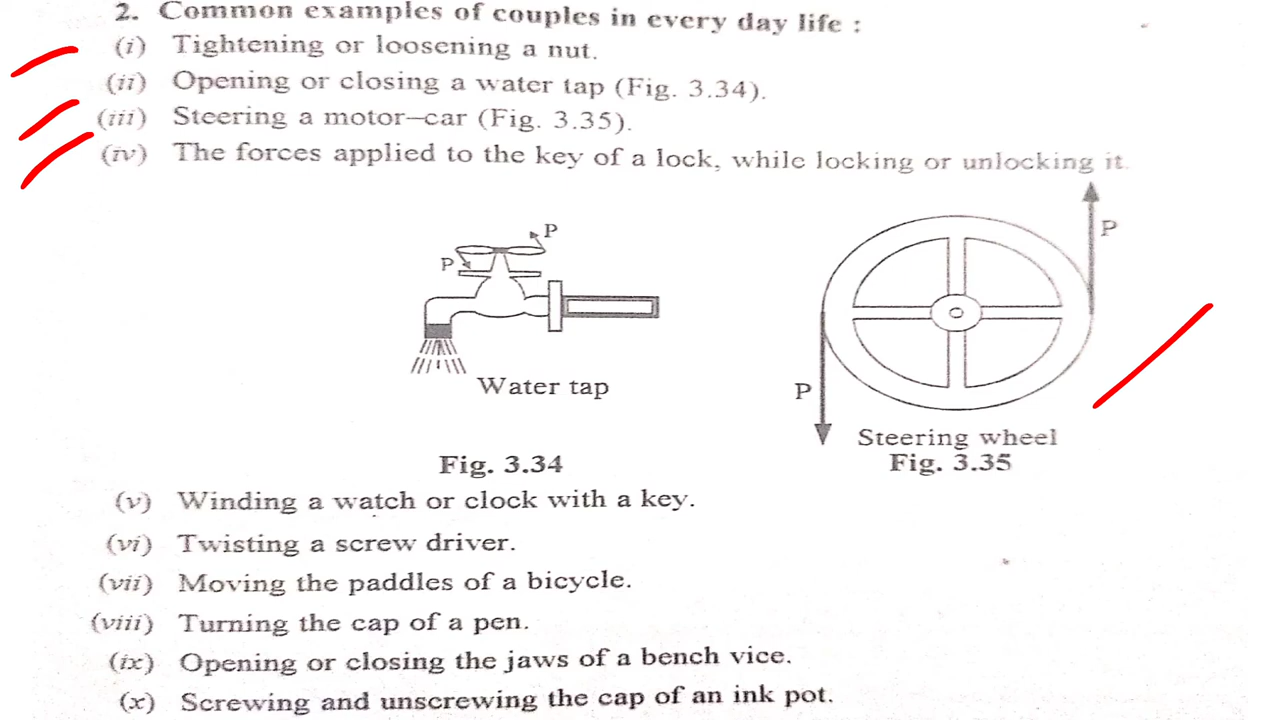 2. Common examples of couples in every day life :
(i) Tightening or loosening a nut.
(ii) Opening or closing a water tap (Fig. 3.34).
(iii) Steering a motor–car (Fig. 3.35).
(iv) The forces applied to the key of a lock, while locking or unlocking it.
P
P
Water tap
Fig. 3.34
P
P
Steering wheel
Fig. 3.35
(v) Winding a watch or clock with a key.
(vi) Twisting a screw driver.
(vii) Moving the paddles of a bicycle.
(viii) Turning the cap of a pen.
(ix) Opening or closing the jaws of a bench vice.
(x) Screwing and unscrewing the cap of an ink pot.